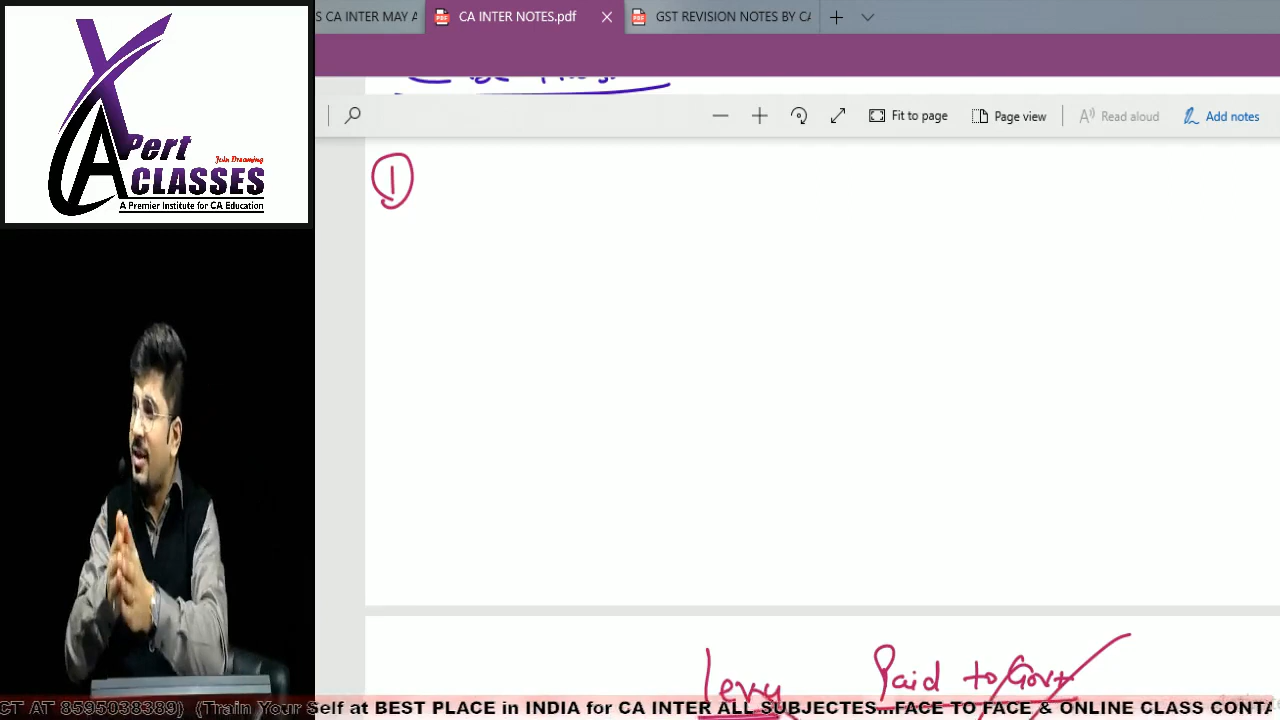 S CA INTER MAY A
CA INTER NOTES.pdf
GST REVISION NOTES BY CA
Fit to page
Page view
Read aloud
Add notes
XPert
Join Dreaming
CLASSES
A Premier Institute for CA Education
1
Levy Paid to Govt
CT AT 8595038389) (Train Your Self at BEST PLACE in INDIA for CA INTER ALL SUBJECTES...FACE TO FACE & ONLINE CLASS CONTA